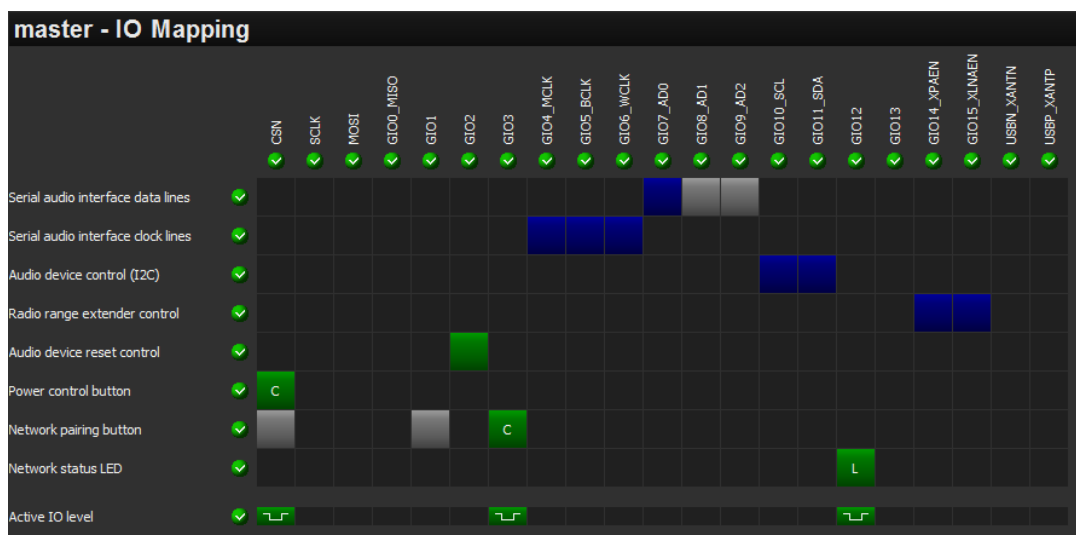 master - IO Mapping
CSN
SCLK
MOSI
GIO0_MISO
GIO1
GIO2
GIO3
GIO4_MCLK
GIO5_BCLK
GIO6_WCLK
GIO7_AD0
GIO8_AD1
GIO9_AD2
GIO10_SCL
GIO11_SDA
GIO12
GIO13
GIO14_XPAEN
GIO15_XLNAEN
USBN_XANTN
USBP_XANTP
Serial audio interface data lines
Serial audio interface clock lines
Audio device control (I2C)
Radio range extender control
Audio device reset control
Power control button C
Network pairing button C
Network status LED L
Active IO level